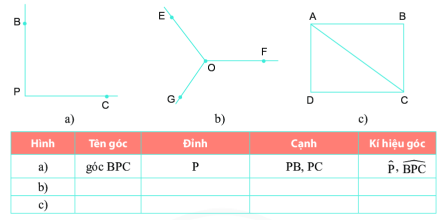 B
P
C
a)
E
O
F
G
b)
A
B
D
C
c)
Hình Tên góc Đỉnh Cạnh Kí hiệu góc
a) góc BPC P PB, PC P̂, B͡PC
b)
c)